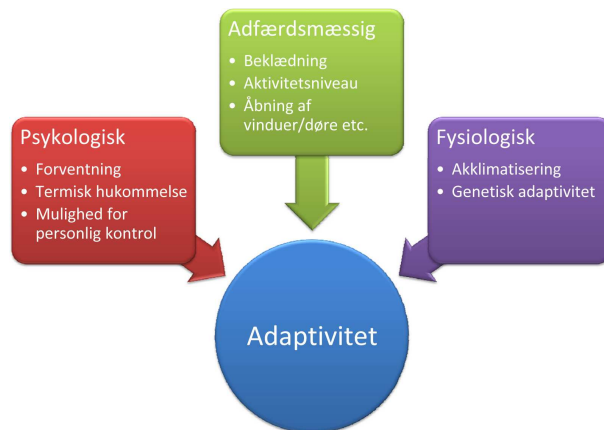 Adfærdsmæssig
• Beklædning
• Aktivitetsniveau
• Åbning af
vinduer/døre etc.
Psykologisk
• Forventning
• Termisk hukommelse
• Mulighed for
personlig kontrol
Fysiologisk
• Akklimatisering
• Genetisk adaptivitet
Adaptivitet